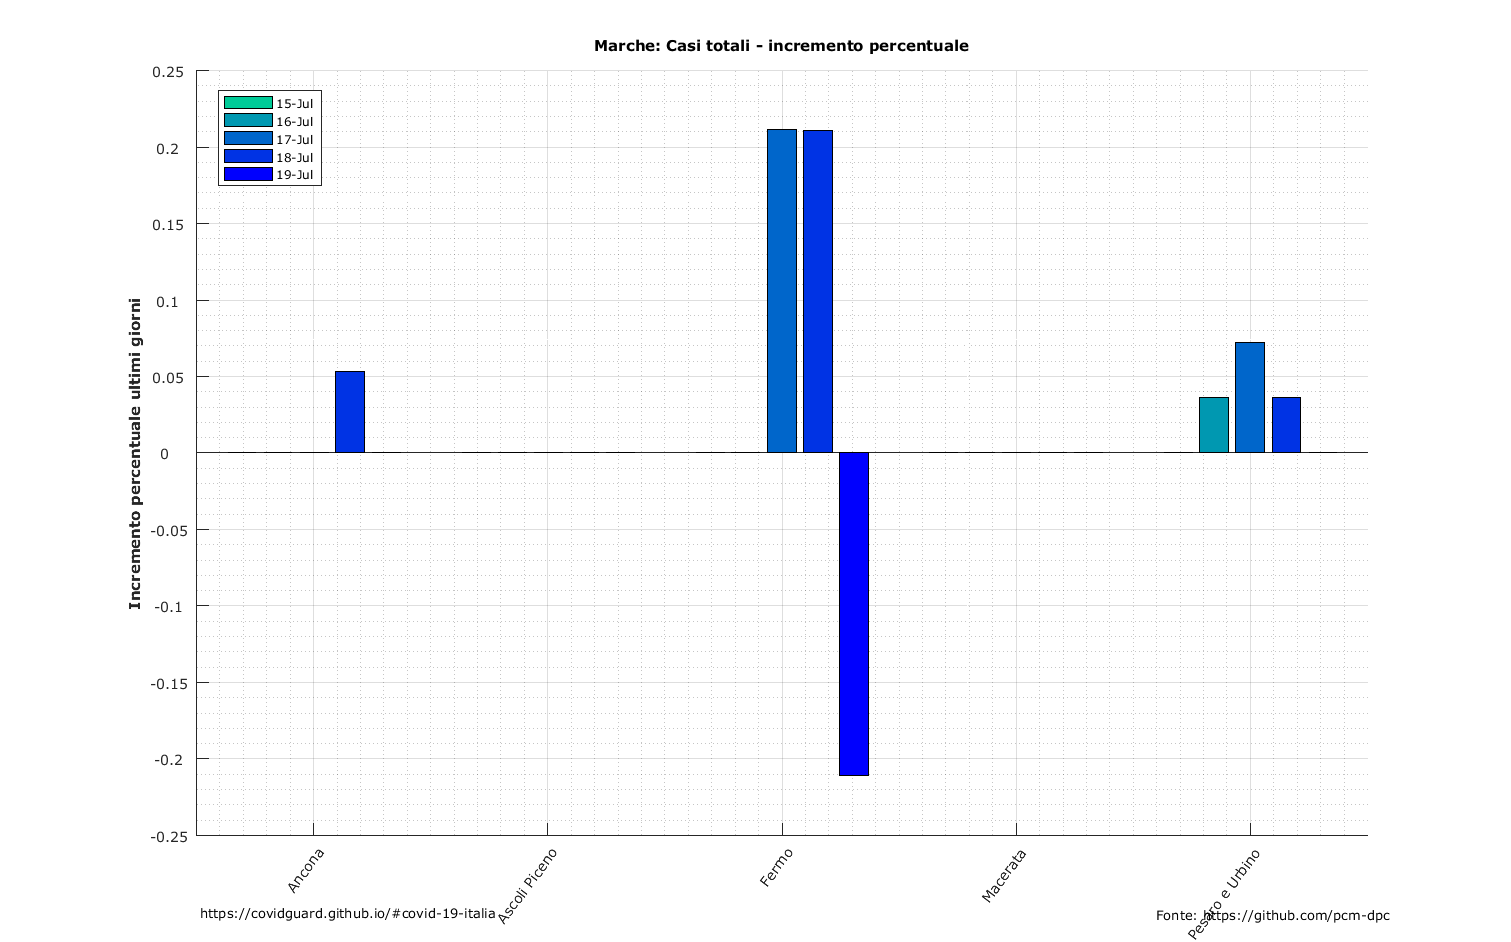 Marche: Casi totali - incremento percentuale
Incremento percentuale ultimi giorni
0.25
0.2
0.15
0.1
0.05
0
-0.05
-0.1
-0.15
-0.2
-0.25
15-Jul
16-Jul
17-Jul
18-Jul
19-Jul
Ancona
Ascoli Piceno
Fermo
Macerata
Pesaro e Urbino
https://covidguard.github.io/#covid-19-italia
Fonte: https://github.com/pcm-dpc